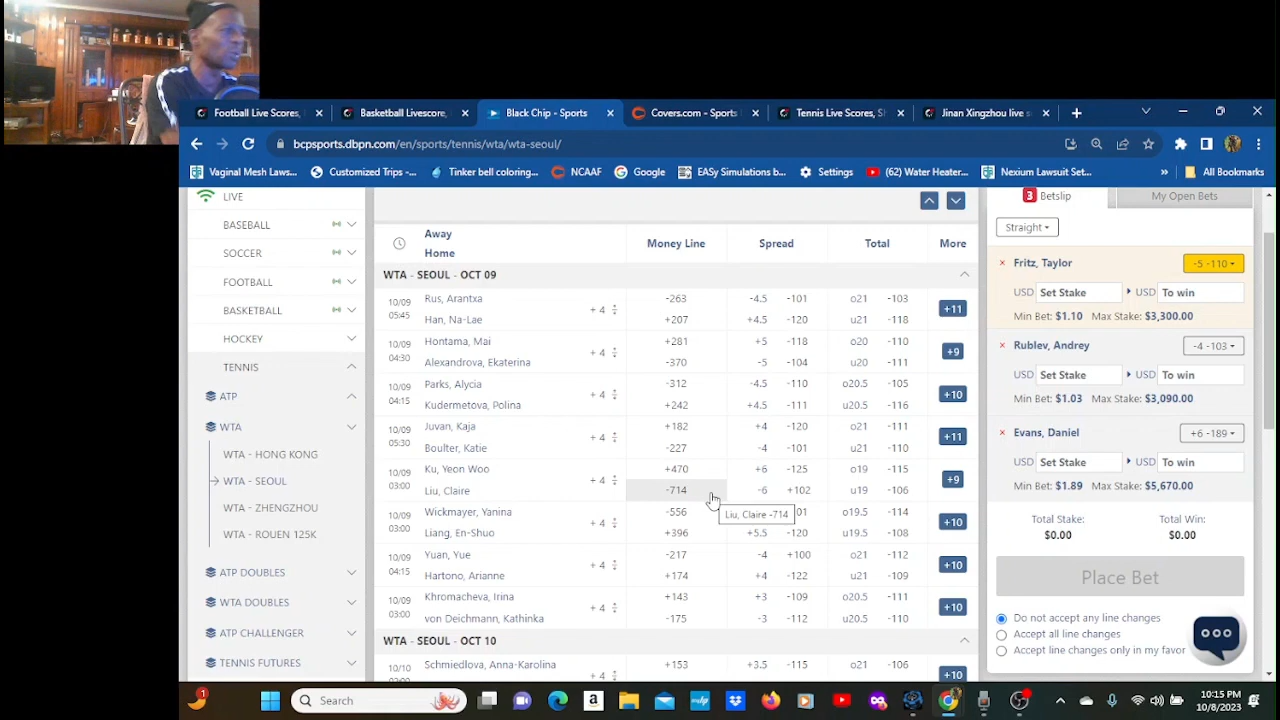 Football Live Scores,
Basketball Livescore,
Black Chip - Sports
Covers.com - Sports
Tennis Live Scores, S
Jinan Xingzhou live s
bcpsports.dbpn.com/en/sports/tennis/wta/wta-seoul/
Vaginal Mesh Laws...
Customized Trips -...
Tinker bell coloring...
NCAAF
Google
EASy Simulations b...
Settings
(62) Water Heater...
Nexium Lawsuit Set...
»
All Bookmarks
LIVE
BASEBALL
SOCCER
FOOTBALL
BASKETBALL
HOCKEY
TENNIS
ATP
WTA
WTA - HONG KONG
WTA - SEOUL
WTA - ZHENGZHOU
WTA - ROUEN 125K
ATP DOUBLES
WTA DOUBLES
ATP CHALLENGER
TENNIS FUTURES
Away
Home
Money Line Spread Total More
WTA - SEOUL - OCT 09
10/09 Rus, Arantxa -263 -4.5 -101 o21 -103
05:45 Han, Na-Lae + 4 +207 +4.5 -120 u21 -118 +11
10/09 Hontama, Mai +281 +5 -118 o20 -110
04:30 Alexandrova, Ekaterina + 4 -370 -5 -104 u20 -111 +9
10/09 Parks, Alycia -312 -4.5 -110 o20.5 -105
04:15 Kudermetova, Polina + 4 +242 +4.5 -111 u20.5 -116 +10
10/09 Juvan, Kaja +182 +4 -120 o21 -111
05:30 Boulter, Katie + 4 -227 -4 -101 u21 -110 +11
10/09 Ku, Yeon Woo +470 +6 -125 o19 -115
03:00 Liu, Claire + 4 -714 -6 +102 u19 -106 +9
10/09 Wickmayer, Yanina -556 01 o19.5 -114
03:00 Liang, En-Shuo + 4 +396 +5.5 -120 u19.5 -108 +10
Liu, Claire -714
10/09 Yuan, Yue -217 -4 +100 o21 -112
04:15 Hartono, Arianne + 4 +174 +4 -122 u21 -109 +10
10/09 Khromacheva, Irina +143 +3 -109 o20.5 -111
03:00 von Deichmann, Kathinka + 4 -175 -3 -112 u20.5 -110 +10
WTA - SEOUL - OCT 10
10/10 Schmiedlova, Anna-Karolina +153 +3.5 -115 o21 -106
+10
3 Betslip
My Open Bets
Straight
× Fritz, Taylor -5 -110
USD Set Stake USD To win
Min Bet: $1.10 Max Stake: $3,300.00
× Rublev, Andrey -4 -103
USD Set Stake USD To win
Min Bet: $1.03 Max Stake: $3,090.00
× Evans, Daniel +6 -189
USD Set Stake USD To win
Min Bet: $1.89 Max Stake: $5,670.00
Total Stake: Total Win:
$0.00 $0.00
Place Bet
Do not accept any line changes
Accept all line changes
Accept line changes only in my favor
1
Search
10:15 PM
10/8/2023